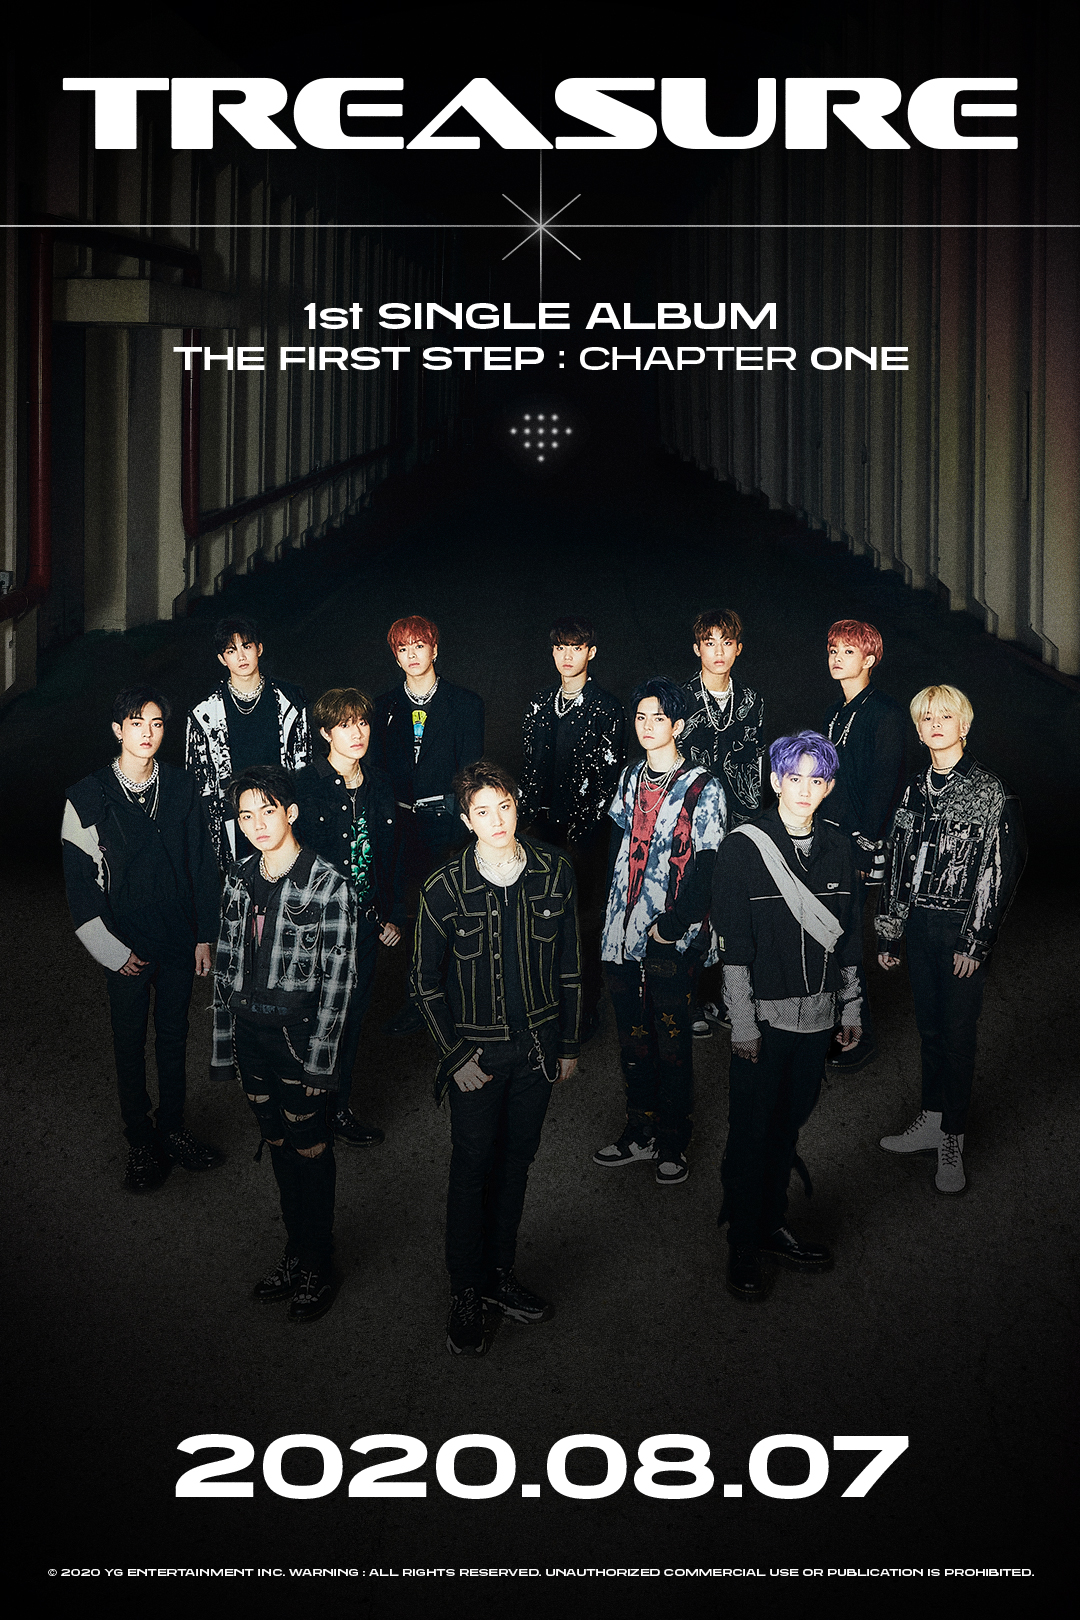 TREASURE
1st SINGLE ALBUM
THE FIRST STEP : CHAPTER ONE
2020.08.07
© 2020 YG ENTERTAINMENT INC. WARNING : ALL RIGHTS RESERVED. UNAUTHORIZED COMMERCIAL USE OR PUBLICATION IS PROHIBITED.